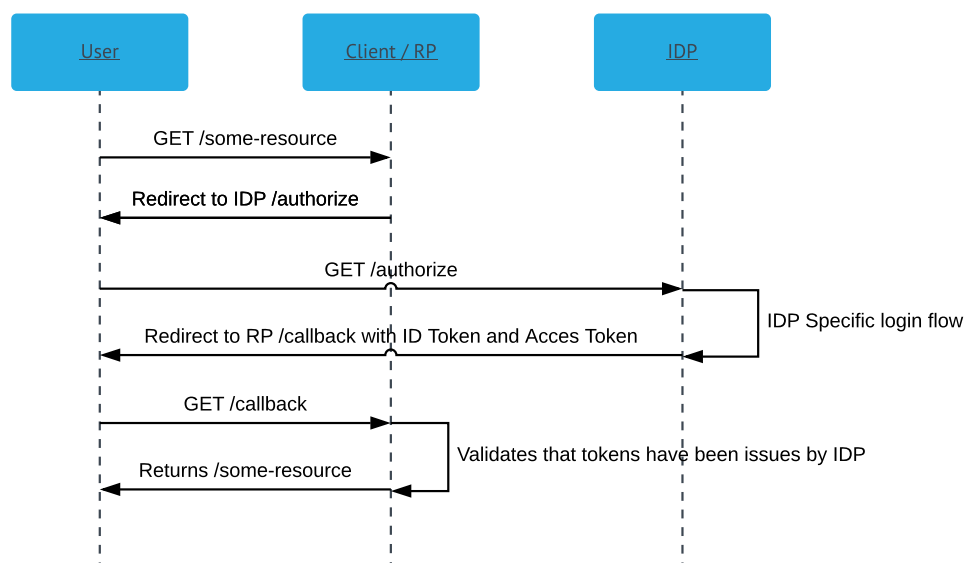 User
Client / RP
IDP
GET /some-resource
Redirect to IDP /authorize
GET /authorize
IDP Specific login flow
Redirect to RP /callback with ID Token and Acces Token
GET /callback
Validates that tokens have been issues by IDP
Returns /some-resource